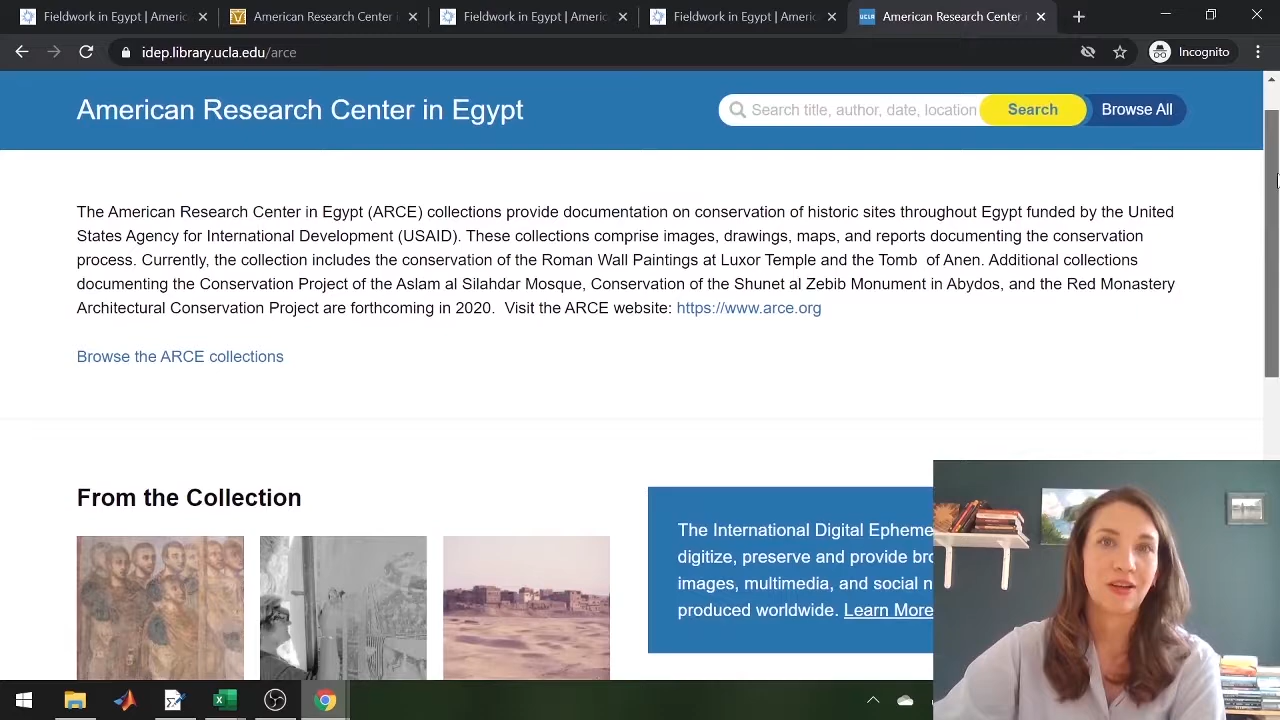 Fieldwork in Egypt | Americ
American Research Center i
Fieldwork in Egypt | Americ
Fieldwork in Egypt | Americ
UCLA American Research Center i
idep.library.ucla.edu/arce
Incognito
American Research Center in Egypt
Search title, author, date, location
Search
Browse All
The American Research Center in Egypt (ARCE) collections provide documentation on conservation of historic sites throughout Egypt funded by the United
States Agency for International Development (USAID). These collections comprise images, drawings, maps, and reports documenting the conservation
process. Currently, the collection includes the conservation of the Roman Wall Paintings at Luxor Temple and the Tomb of Anen. Additional collections
documenting the Conservation Project of the Aslam al Silahdar Mosque, Conservation of the Shunet al Zebib Monument in Abydos, and the Red Monastery
Architectural Conservation Project are forthcoming in 2020. Visit the ARCE website: https://www.arce.org
Browse the ARCE collections
From the Collection
The International Digital Epheme
digitize, preserve and provide bro
images, multimedia, and social n
produced worldwide. Learn More